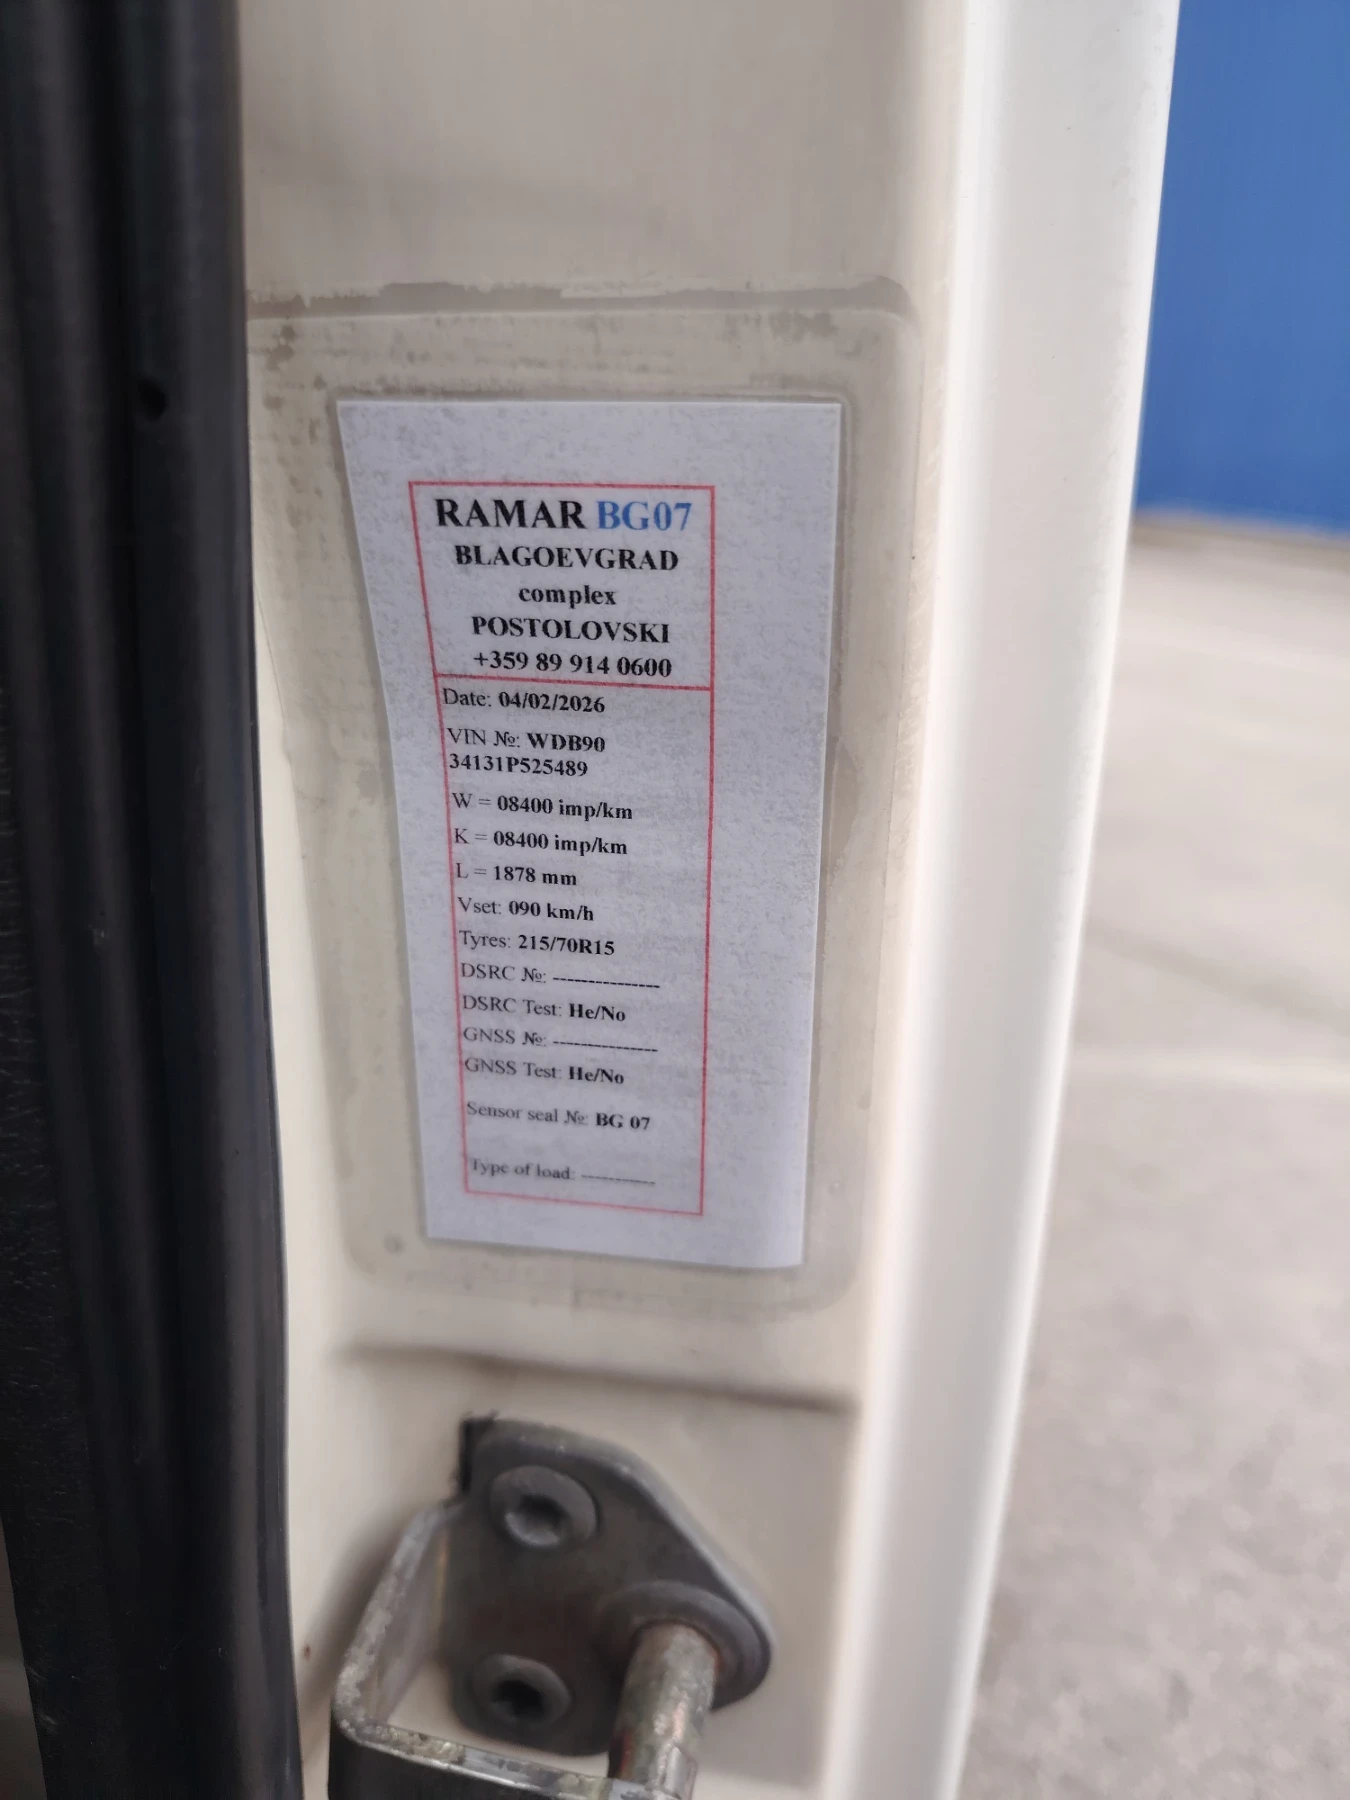 RAMAR BG07
BLAGOEVGRAD
complex
POSTOLOVSKI
+359 89 914 0600
Date: 04/02/2026
VIN №: WDB90
34131P525489
W = 08400 imp/km
K = 08400 imp/km
L = 1878 mm
Vset: 090 km/h
Tyres: 215/70R15
DSRC №: ---------------
DSRC Test: Не/No
GNSS №: ---------------
GNSS Test: Не/No
Sensor seal №: BG 07
Type of load: -----------